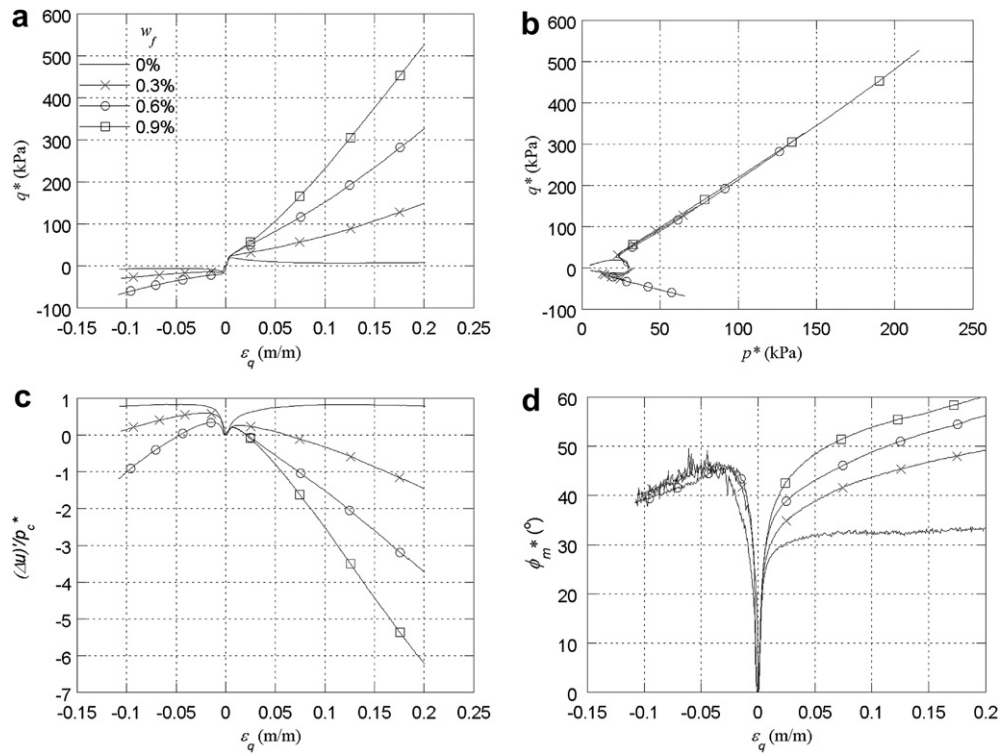 a
q* (kPa)
600
500
400
300
200
100
0
-100
w_f
0%
0.3%
0.6%
0.9%
-0.15 -0.1 -0.05 0 0.05 0.1 0.15 0.2 0.25
ε_q (m/m)
b
q* (kPa)
600
500
400
300
200
100
0
-100
0 50 100 150 200 250
p* (kPa)
c
(Δu)'/p_c*
1
0
-1
-2
-3
-4
-5
-6
-7
-0.15 -0.1 -0.05 0 0.05 0.1 0.15 0.2 0.25
ε_q (m/m)
d
ϕ_m* (°)
60
50
40
30
20
10
0
-0.15 -0.1 -0.05 0 0.05 0.1 0.15 0.2
ε_q (m/m)